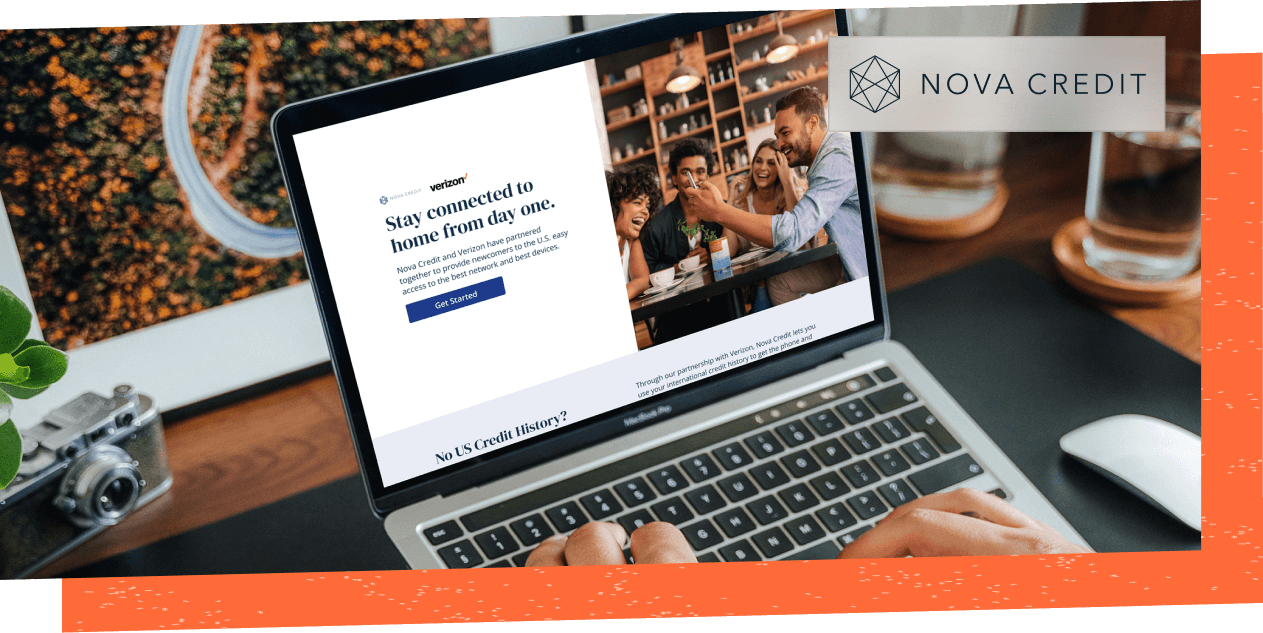 NOVA CREDIT
NOVA CREDIT verizon
Stay connected to
home from day one.
Nova Credit and Verizon have partnered
together to provide newcomers to the U.S. easy
access to the best network and best devices.
Get Started
Through our partnership with Verizon, Nova Credit lets you
use your international credit history to get the phone and
No US Credit History?
MacBook Pro
esc